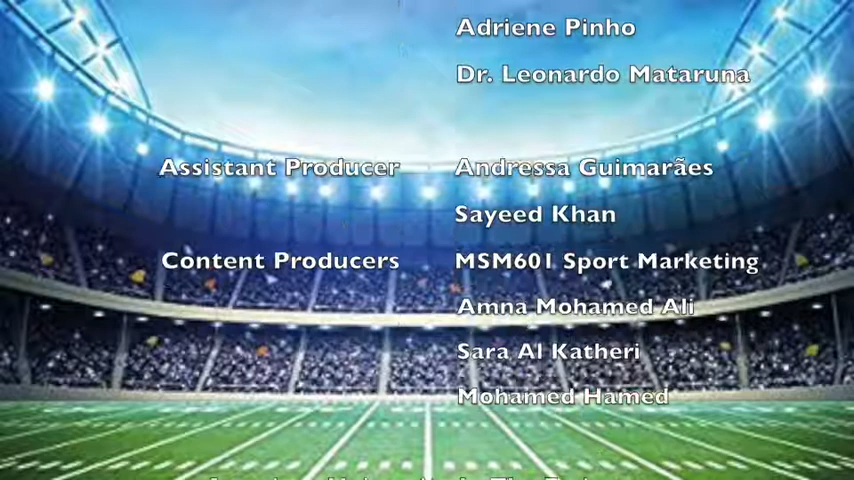 Adriene Pinho
Dr. Leonardo Mataruna
Assistant Producer Andressa Guimarães
Sayeed Khan
Content Producers MSM601 Sport Marketing
Amna Mohamed Ali
Sara Al Katheri
Mohamed Hamed